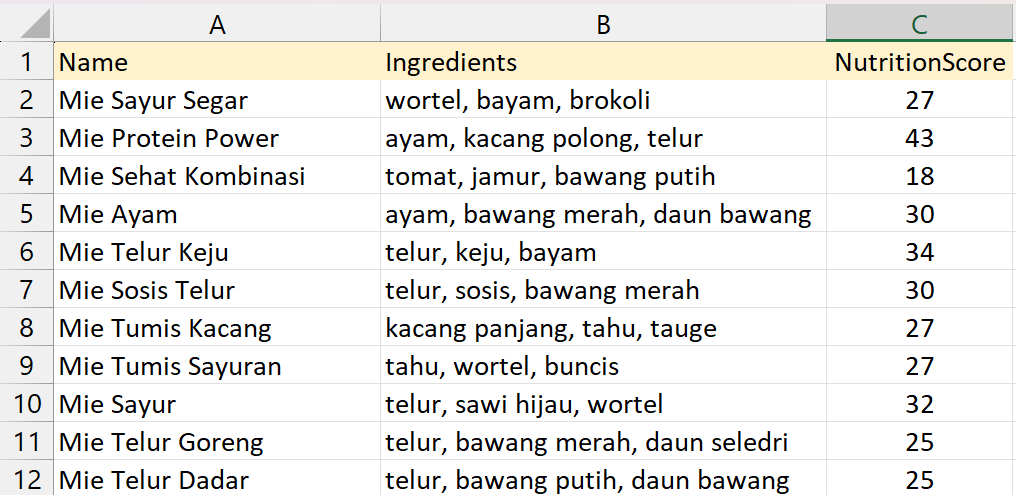 A B C
1 Name Ingredients NutritionScore
2 Mie Sayur Segar wortel, bayam, brokoli 27
3 Mie Protein Power ayam, kacang polong, telur 43
4 Mie Sehat Kombinasi tomat, jamur, bawang putih 18
5 Mie Ayam ayam, bawang merah, daun bawang 30
6 Mie Telur Keju telur, keju, bayam 34
7 Mie Sosis Telur telur, sosis, bawang merah 30
8 Mie Tumis Kacang kacang panjang, tahu, tauge 27
9 Mie Tumis Sayuran tahu, wortel, buncis 27
10 Mie Sayur telur, sawi hijau, wortel 32
11 Mie Telur Goreng telur, bawang merah, daun seledri 25
12 Mie Telur Dadar telur, bawang putih, daun bawang 25